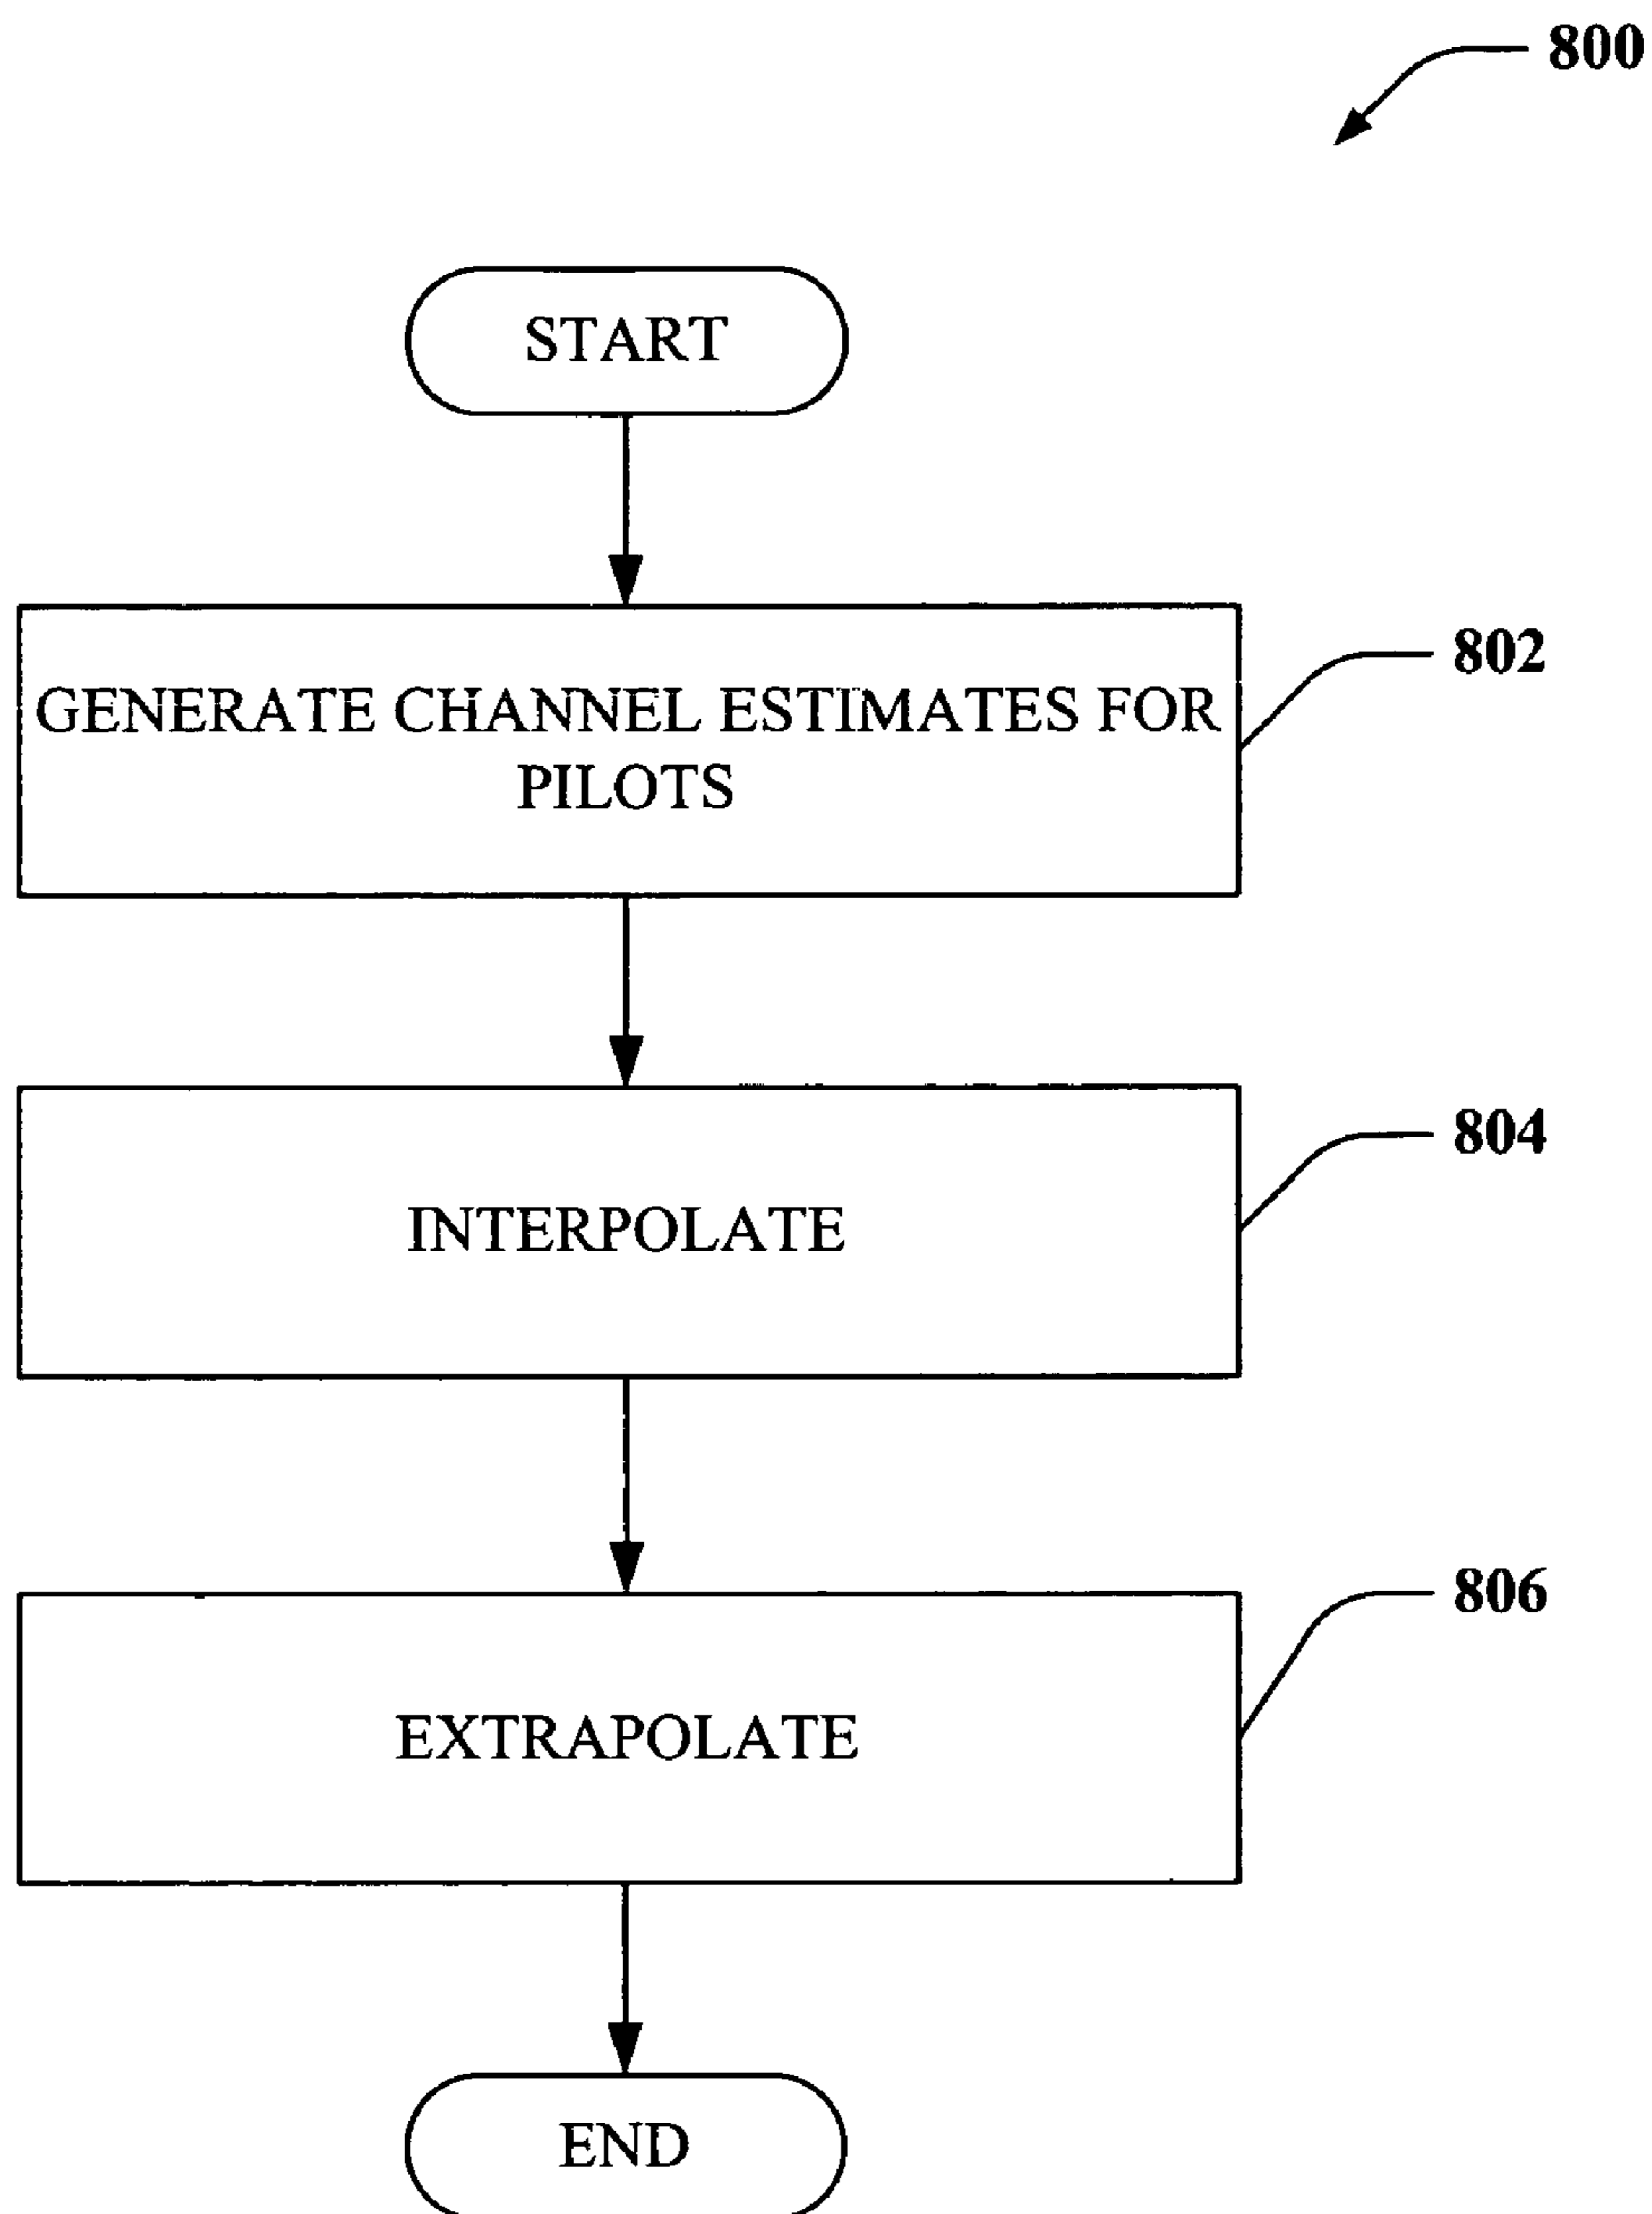 800
START
GENERATE CHANNEL ESTIMATES FOR
PILOTS
802
INTERPOLATE
804
EXTRAPOLATE
806
END